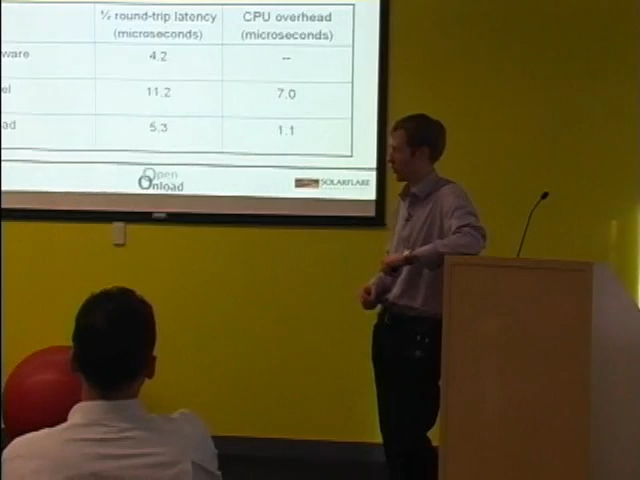 ½ round-trip latency CPU overhead
(microseconds) (microseconds)
ware 4.2 --
el 11.2 7.0
ad 5.3 1.1
Open
Onload
SOLARFLARE